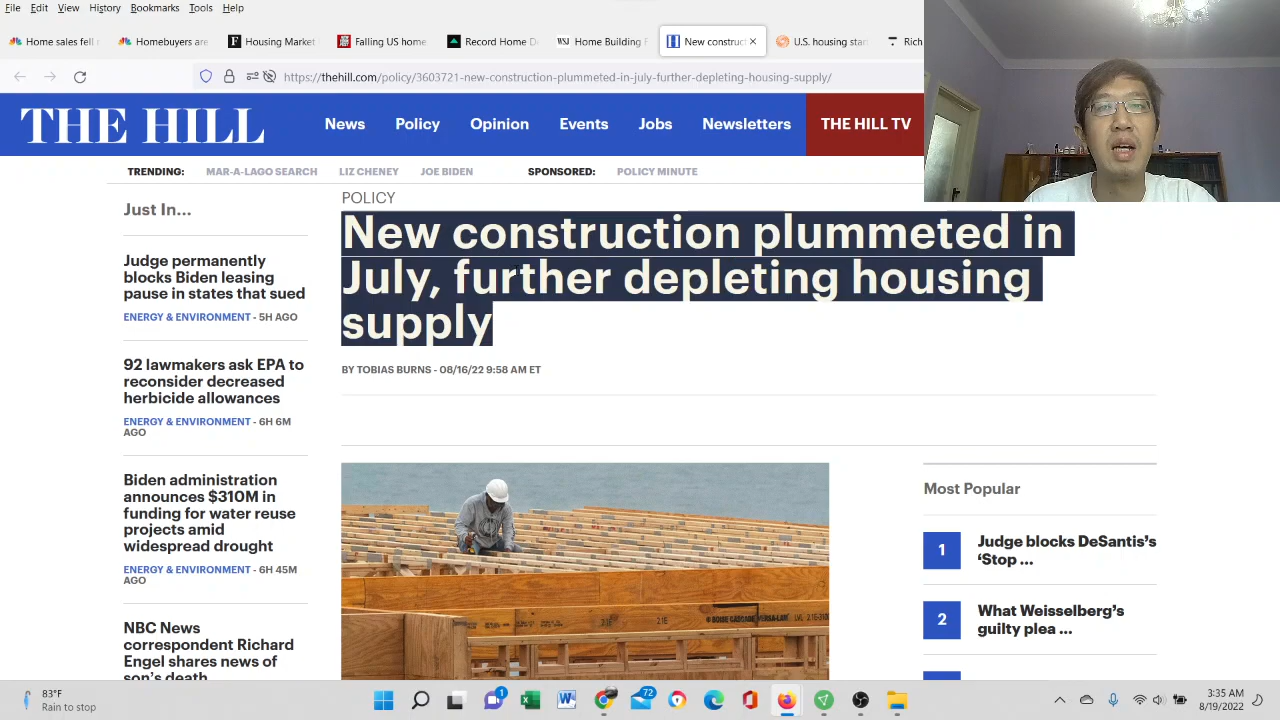 File Edit View History Bookmarks Tools Help
Home sales fell r
Homebuyers are
Housing Market
Falling US home
Record Home D
Home Building F
New construct
U.S. housing star
Rich
https://thehill.com/policy/3603721-new-construction-plummeted-in-july-further-depleting-housing-supply/
THE HILL
News Policy Opinion Events Jobs Newsletters THE HILL TV
TRENDING: MAR-A-LAGO SEARCH LIZ CHENEY JOE BIDEN SPONSORED: POLICY MINUTE
Just In...
Judge permanently
blocks Biden leasing
pause in states that sued
ENERGY & ENVIRONMENT - 5H AGO
92 lawmakers ask EPA to
reconsider decreased
herbicide allowances
ENERGY & ENVIRONMENT - 6H 6M
AGO
Biden administration
announces $310M in
funding for water reuse
projects amid
widespread drought
ENERGY & ENVIRONMENT - 6H 45M
AGO
NBC News
correspondent Richard
Engel shares news of
son's death
POLICY
New construction plummeted in
July, further depleting housing
supply
BY TOBIAS BURNS - 08/16/22 9:58 AM ET
Most Popular
1
Judge blocks DeSantis's
'Stop ...
2
What Weisselberg's
guilty plea ...
83°F
Rain to stop
1
72
3:35 AM
8/19/2022